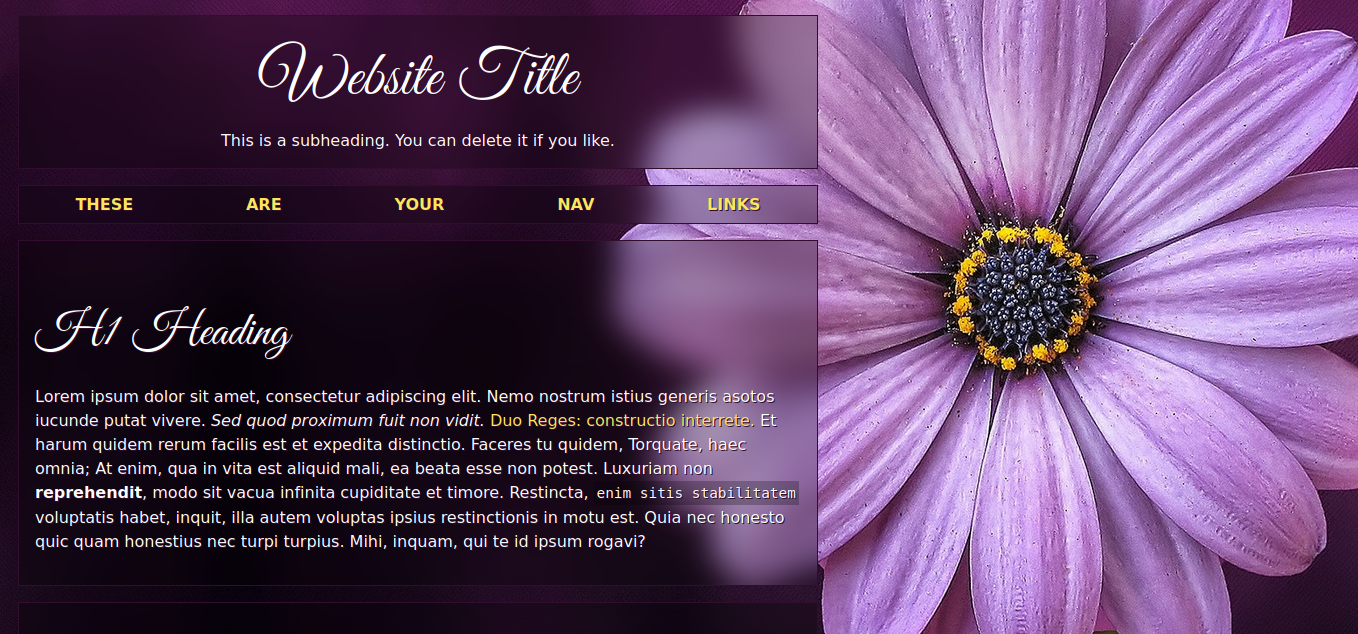 Website Title
This is a subheading. You can delete it if you like.
THESE ARE YOUR NAV LINKS
H1 Heading
Lorem ipsum dolor sit amet, consectetur adipiscing elit. Nemo nostrum istius generis asotos
iucunde putat vivere. Sed quod proximum fuit non vidit. Duo Reges: constructio interrete. Et
harum quidem rerum facilis est et expedita distinctio. Faceres tu quidem, Torquate, haec
omnia; At enim, qua in vita est aliquid mali, ea beata esse non potest. Luxuriam non
reprehendit, modo sit vacua infinita cupiditate et timore. Restincta, enim sitis stabilitatem
voluptatis habet, inquit, illa autem voluptas ipsius restinctionis in motu est. Quia nec honesto
quic quam honestius nec turpi turpius. Mihi, inquam, qui te id ipsum rogavi?